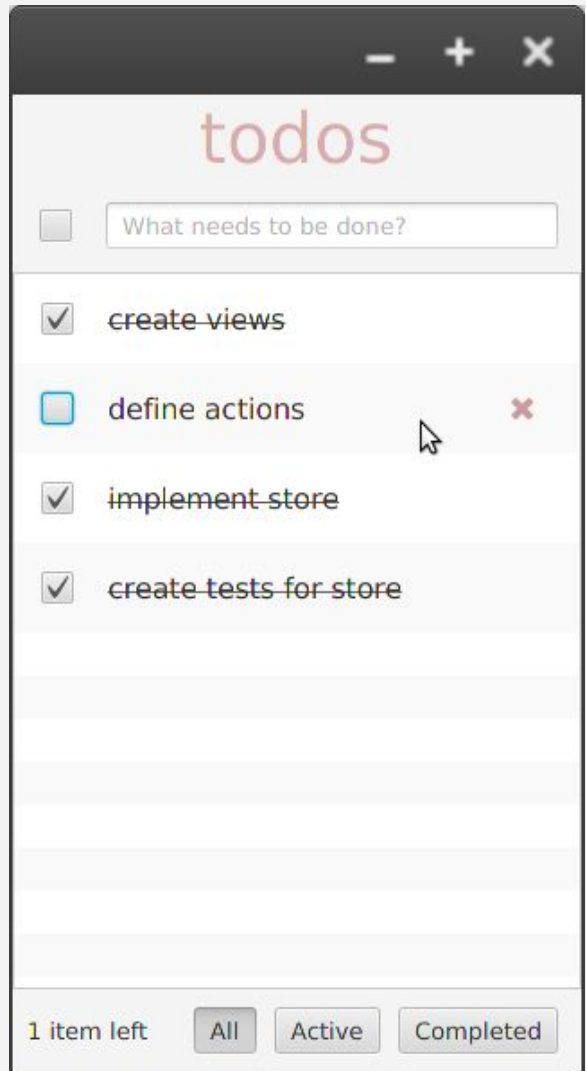 todos
What needs to be done?
create views
define actions
implement store
create tests for store
1 item left All Active Completed